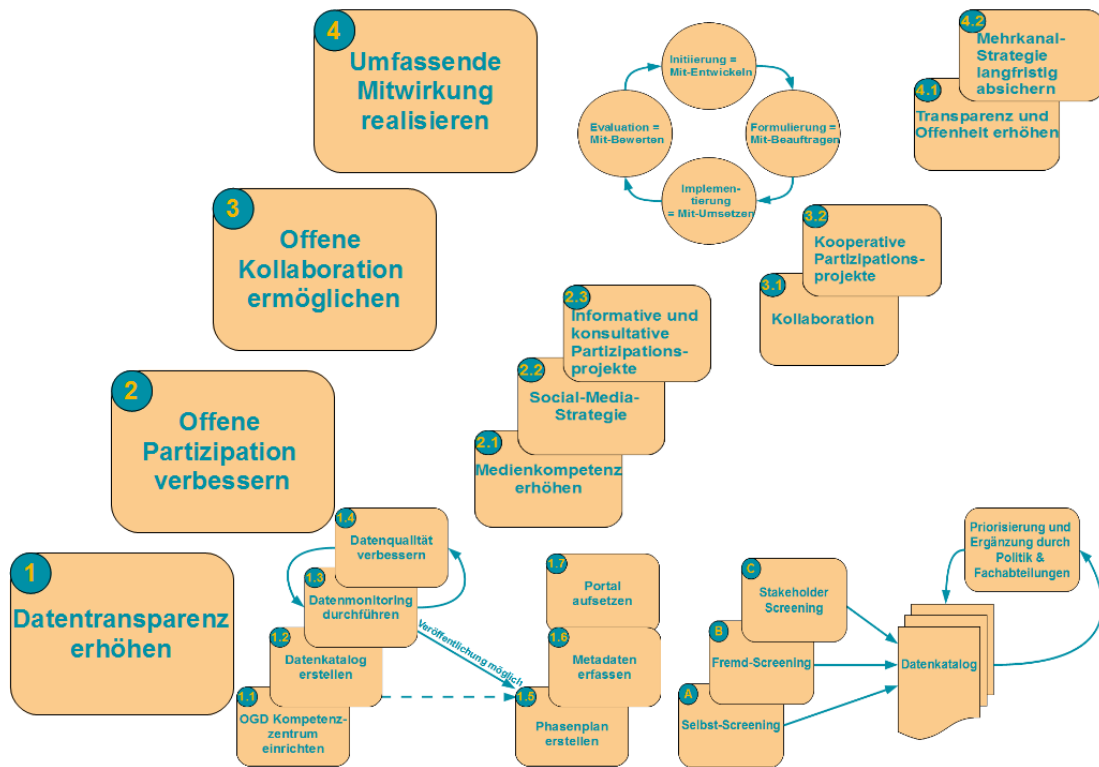 4
Umfassende
Mitwirkung
realisieren
Initiierung =
Mit-Entwickeln
Evaluation =
Mit-Bewerten
Formulierung =
Mit-Beauftragen
Implemen-
tierung
= Mit-Umsetzen
4.2
Mehrkanal-
Strategie
langfristig
absichern
4.1
Transparenz und
Offenheit erhöhen
3
Offene
Kollaboration
ermöglichen
3.2
Kooperative
Partizipations-
projekte
3.1
Kollaboration
2.3
Informative und
konsultative
Partizipations-
projekte
2.2
Social-Media-
Strategie
2.1
Medienkompetenz
erhöhen
2
Offene
Partizipation
verbessern
1
Datentransparenz
erhöhen
1.4
Datenqualität
verbessern
1.3
Datenmonitoring
durchführen
1.2
Datenkatalog
erstellen
1.1
OGD Kompetenz-
zentrum
einrichten
Veröffentlichung möglich
1.7
Portal
aufsetzen
1.6
Metadaten
erfassen
1.5
Phasenplan
erstellen
C
Stakeholder
Screening
B
Fremd-Screening
A
Selbst-Screening
Datenkatalog
Priorisierung und
Ergänzung durch
Politik &
Fachabteilungen